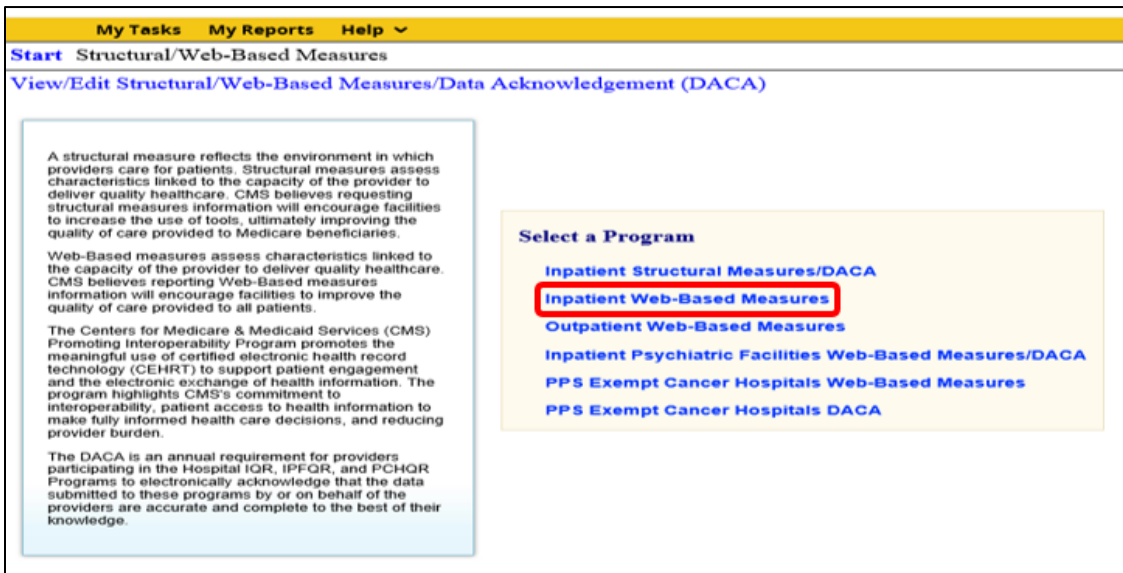 My Tasks My Reports Help
Start Structural/Web-Based Measures
View/Edit Structural/Web-Based Measures/Data Acknowledgement (DACA)
A structural measure reflects the environment in which
providers care for patients. Structural measures assess
characteristics linked to the capacity of the provider to
deliver quality healthcare. CMS believes requesting
structural measures information will encourage facilities
to increase the use of tools, ultimately improving the
quality of care provided to Medicare beneficiaries.
Web-Based measures assess characteristics linked to
the capacity of the provider to deliver quality healthcare.
CMS believes reporting Web-Based measures
information will encourage facilities to improve the
quality of care provided to all patients.
The Centers for Medicare & Medicaid Services (CMS)
Promoting Interoperability Program promotes the
meaningful use of certified electronic health record
technology (CEHRT) to support patient engagement
and the electronic exchange of health information. The
program highlights CMS's commitment to
interoperability, patient access to health information to
make fully informed health care decisions, and reducing
provider burden.
The DACA is an annual requirement for providers
participating in the Hospital IQR, IPFQR, and PCHQR
Programs to electronically acknowledge that the data
submitted to these programs by or on behalf of the
providers are accurate and complete to the best of their
knowledge.
Select a Program
Inpatient Structural Measures/DACA
Inpatient Web-Based Measures
Outpatient Web-Based Measures
Inpatient Psychiatric Facilities Web-Based Measures/DACA
PPS Exempt Cancer Hospitals Web-Based Measures
PPS Exempt Cancer Hospitals DACA